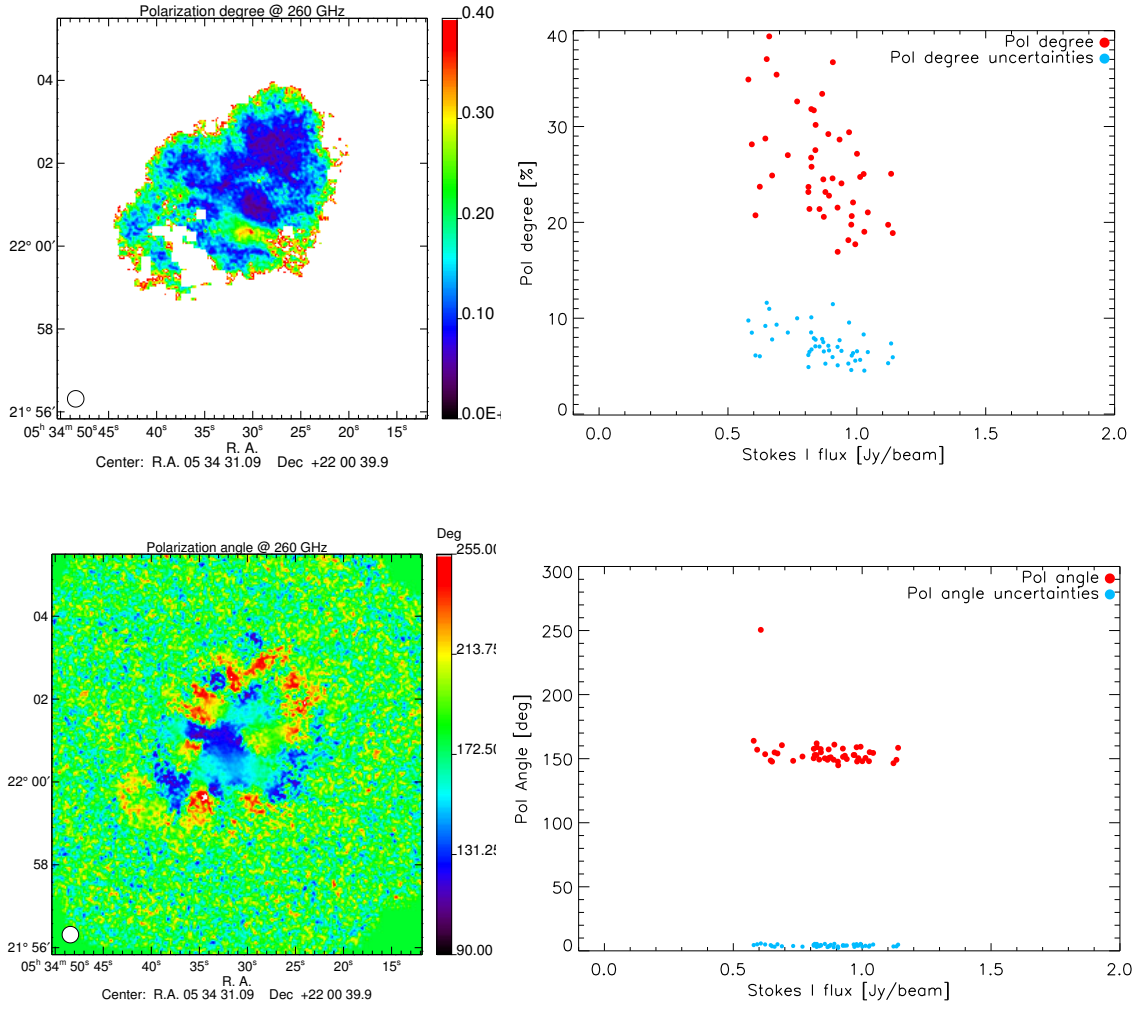 Polarization degree @ 260 GHz
0.40
0.30
0.20
0.10
0.0E+
04
02
22 00′
58
21° 56′
05ʰ 34ᵐ 50ˢ 45ˢ 40ˢ 35ˢ 30ˢ 25ˢ 20ˢ 15ˢ
R. A.
Center: R.A. 05 34 31.09 Dec +22 00 39.9
Pol degree
Pol degree uncertainties
Pol degree [%]
40
30
20
10
0
0.0 0.5 1.0 1.5 2.0
Stokes I flux [Jy/beam]
Polarization angle @ 260 GHz
Deg
255.00
213.75
172.50
131.25
90.00
04
02
22 00′
58
21° 56′
05ʰ 34ᵐ 50ˢ 45ˢ 40ˢ 35ˢ 30ˢ 25ˢ 20ˢ 15ˢ
R. A.
Center: R.A. 05 34 31.09 Dec +22 00 39.9
Pol angle
Pol angle uncertainties
Pol Angle [deg]
300
250
200
150
100
50
0
0.0 0.5 1.0 1.5 2.0
Stokes I flux [Jy/beam]